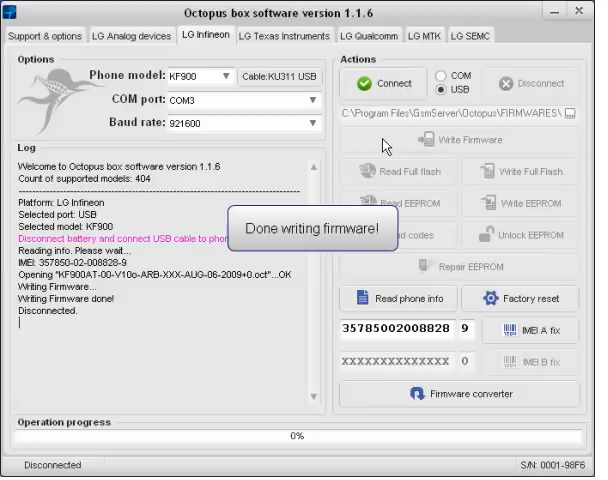 Octopus box software version 1.1.6
Support & options LG Analog devices LG Infineon LG Texas Instruments LG Qualcomm LG MTK LG SEMC
Options
Phone model: KF900 Cable:KU311 USB
COM port: COM3
Baud rate: 921600
Actions
Connect COM USB Disconnect
C:\Program Files\GsmServer\Octopus\FIRMWARES\ ...
Write Firmware
Read Full flash Write Full Flash
Read EEPROM Write EEPROM
codes Unlock EEPROM
Repair EEPROM
Read phone info Factory reset
35785002008828 9 IMEI A fix
XXXXXXXXXXXXXX 0 IMEI B fix
Firmware converter
Log
Welcome to Octopus box software version 1.1.6
Count of supported models: 404
Platform: LG Infineon
Selected port: USB
Selected model: KF900
Disconnect battery and connect USB cable to phon
Reading info. Please wait...
IMEI: 357850-02-008828-9
Opening "KF900AT-00-V10o-ARB-XXX-AUG-06-2009+0.oct"...OK
Writing Firmware...
Writing Firmware done!
Disconnected.
Done writing firmware!
Operation progress
0%
Disconnected S/N: 0001-98F6